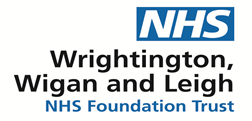 NHS
Wrightington,
Wigan and Leigh
NHS Foundation Trust